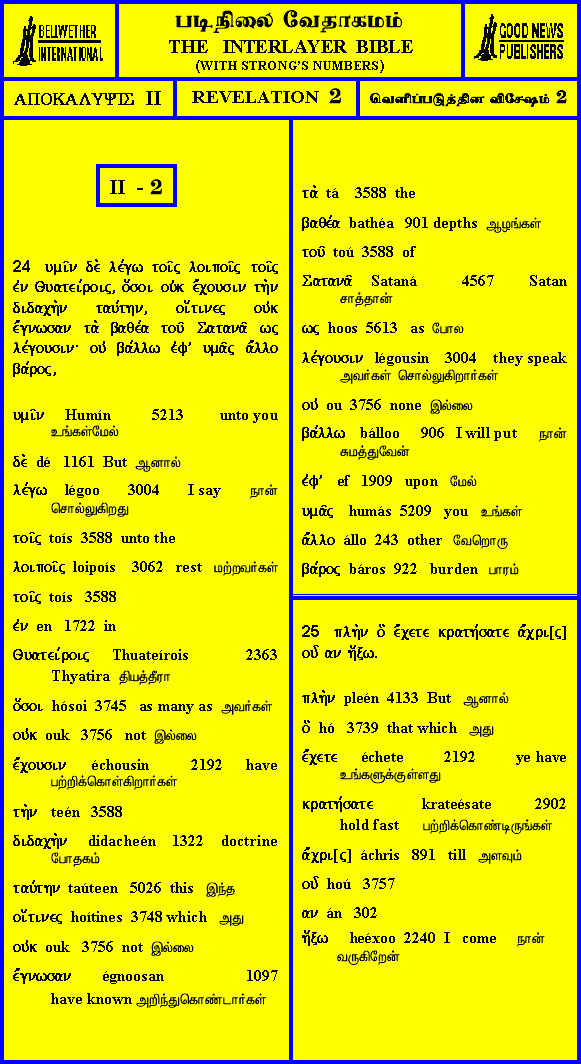 BELLWETHER
INTERNATIONAL
படிநிலை வேதாகமம்
THE INTERLAYER BIBLE
(WITH STRONG'S NUMBERS)
GOOD NEWS
PUBLISHERS
ΑΠΟΚΑΛΥΨΙΣ II
REVELATION 2
வெளிப்படுத்தின விசேஷம் 2
II - 2
24 υμῖν δὲ λέγω τοῖς λοιποῖς τοῖς
ἐν Θυατείροις, ὅσοι οὐκ ἔχουσιν τὴν
διδαχὴν ταύτην, οἵτινες οὐκ
ἔγνωσαν τὰ βαθέα τοῦ Σατανᾶ ως
λέγουσιν· οὐ βάλλω ἐφ' υμᾶς ἄλλο
βάρος,
υμῖν Humín 5213 unto you
உங்கள்மேல்
δὲ dé 1161 But ஆனால்
λέγω légoo 3004 I say நான்
சொல்லுகிறது
τοῖς toís 3588 unto the
λοιποῖς loipoís 3062 rest மற்றவர்கள்
τοῖς toís 3588
ἐν en 1722 in
Θυατείροις Thuateírois 2363
Thyatira தியத்தீரா
ὅσοι hósoi 3745 as many as அவர்கள்
οὐκ ouk 3756 not இல்லை
ἔχουσιν échousin 2192 have
பற்றிக்கொள்கிறார்கள்
τὴν teén 3588
διδαχὴν didacheén 1322 doctrine
போதகம்
ταύτην taúteen 5026 this இந்த
οἵτινες hoítines 3748 which அது
οὐκ ouk 3756 not இல்லை
ἔγνωσαν égnoosan 1097
have known அறிந்துகொண்டார்கள்
τὰ tá 3588 the
βαθέα bathéa 901 depths ஆழங்கள்
τοῦ toú 3588 of
Σατανᾶ Sataná 4567 Satan
சாத்தான்
ως hoos 5613 as போல
λέγουσιν légousin 3004 they speak
அவர்கள் சொல்லுகிறார்கள்
οὐ ou 3756 none இல்லை
βάλλω bálloo 906 I will put நான்
சுமத்துவேன்
ἐφ' ef 1909 upon மேல்
υμᾶς humás 5209 you உங்கள்
ἄλλο állo 243 other வேறொரு
βάρος báros 922 burden பாரம்
25 πλὴν ὃ ἔχετε κρατήσατε ἄχρι[ς]
οὗ αν ἥξω.
πλὴν pleén 4133 But ஆனால்
ὃ hó 3739 that which அது
ἔχετε échete 2192 ye have
உங்களுக்குள்ளது
κρατήσατε krateésate 2902
hold fast பற்றிக்கொண்டிருங்கள்
ἄχρι[ς] áchris 891 till அளவும்
οὗ hoú 3757
αν án 302
ἥξω heéxoo 2240 I come நான்
வருகிறேன்